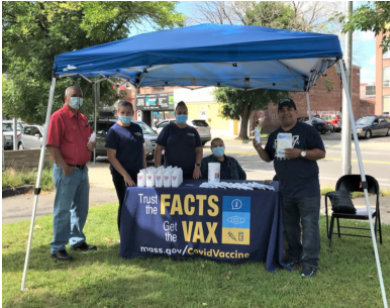 Trust the FACTS
Get the VAX
mass.gov/CovidVaccine